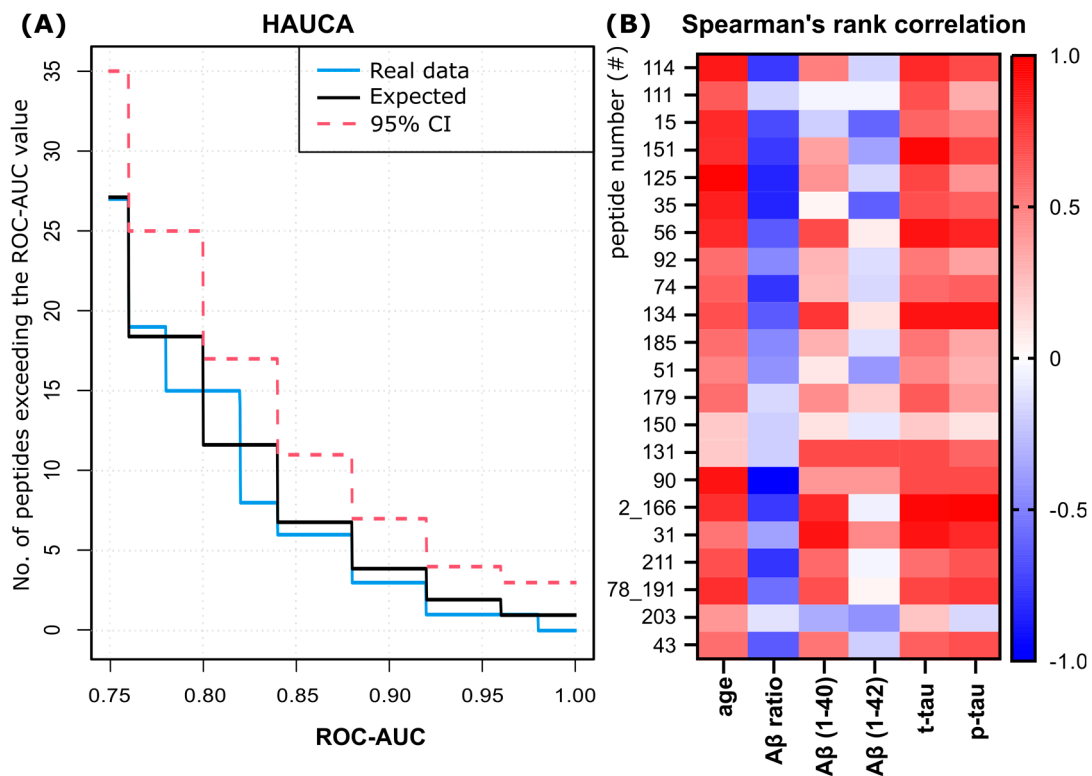 (A)
HAUCA
Real data
Expected
95% CI
No. of peptides exceeding the ROC-AUC value
35
30
25
20
15
10
5
0
0.75 0.80 0.85 0.90 0.95 1.00
ROC-AUC
(B) Spearman's rank correlation
peptide number (#)
114
111
15
151
125
35
56
92
74
134
185
51
179
150
131
90
2_166
31
211
78_191
203
43
age
Aβ ratio
Aβ (1-40)
Aβ (1-42)
t-tau
p-tau
1.0
0.5
0
-0.5
-1.0